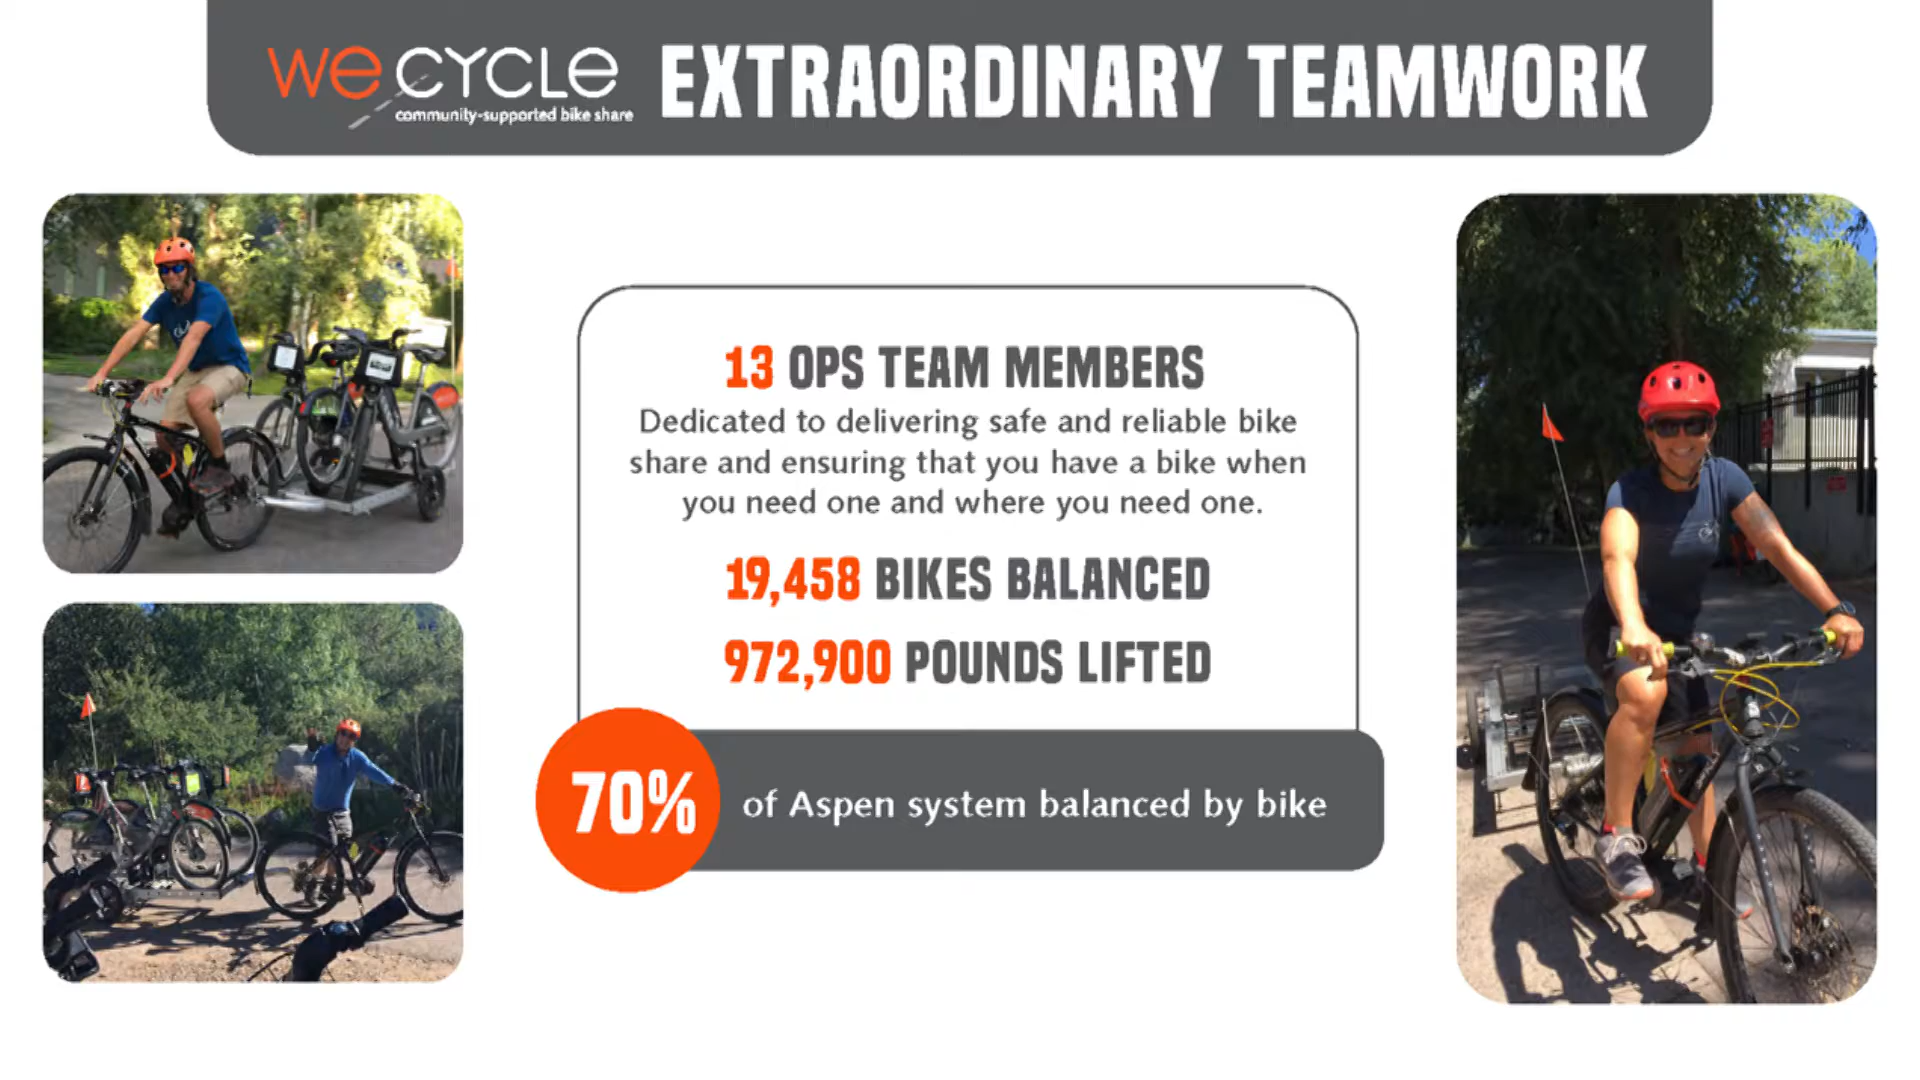 we CYCLE
community-supported bike share
EXTRAORDINARY TEAMWORK
13 OPS TEAM MEMBERS
Dedicated to delivering safe and reliable bike
share and ensuring that you have a bike when
you need one and where you need one.
19,458 BIKES BALANCED
972,900 POUNDS LIFTED
70%
of Aspen system balanced by bike